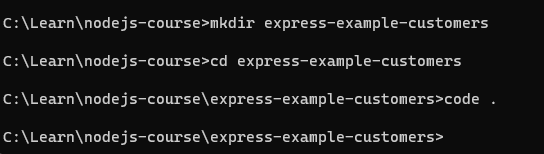 C:\Learn\nodejs-course>mkdir express-example-customers
C:\Learn\nodejs-course>cd express-example-customers
C:\Learn\nodejs-course\express-example-customers>code .
C:\Learn\nodejs-course\express-example-customers>